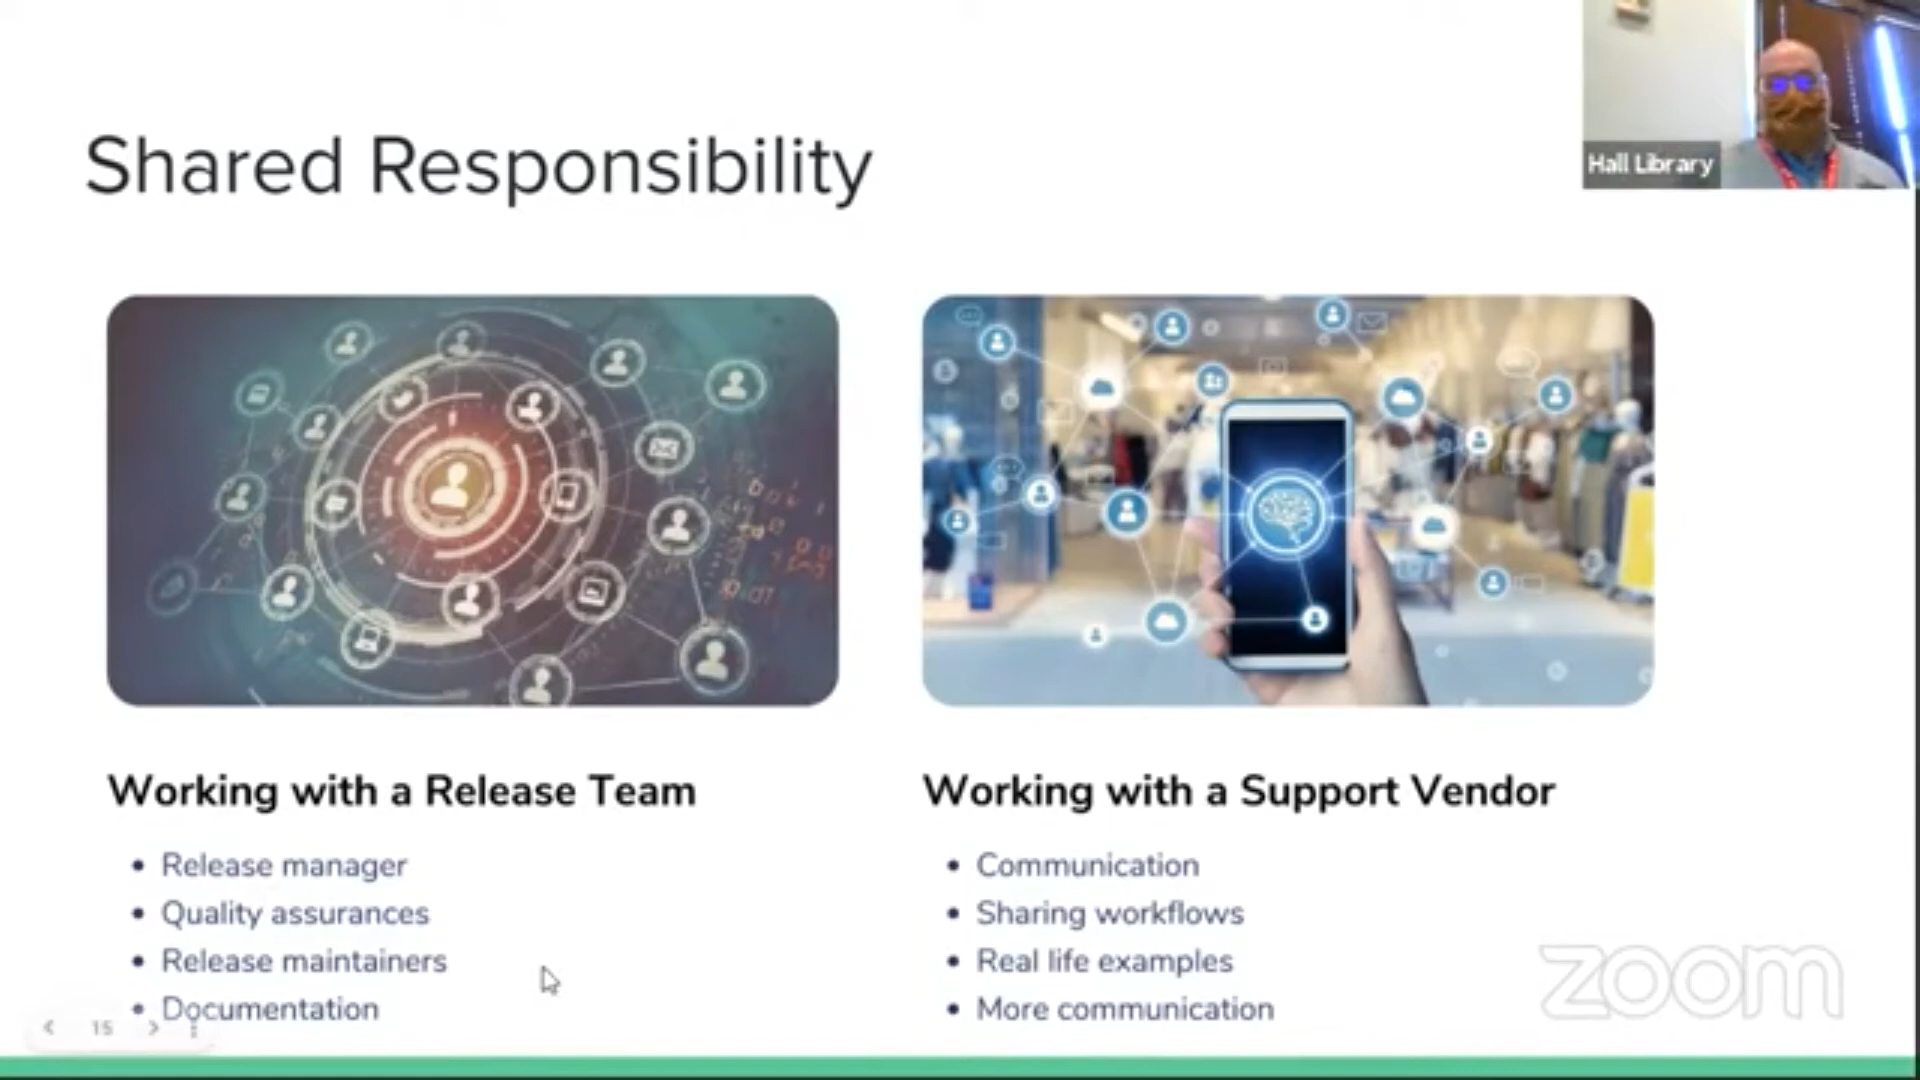 Shared Responsibility
Hall Library
Working with a Release Team
Release manager
Quality assurances
Release maintainers
Documentation
Working with a Support Vendor
Communication
Sharing workflows
Real life examples
More communication
15
zoom